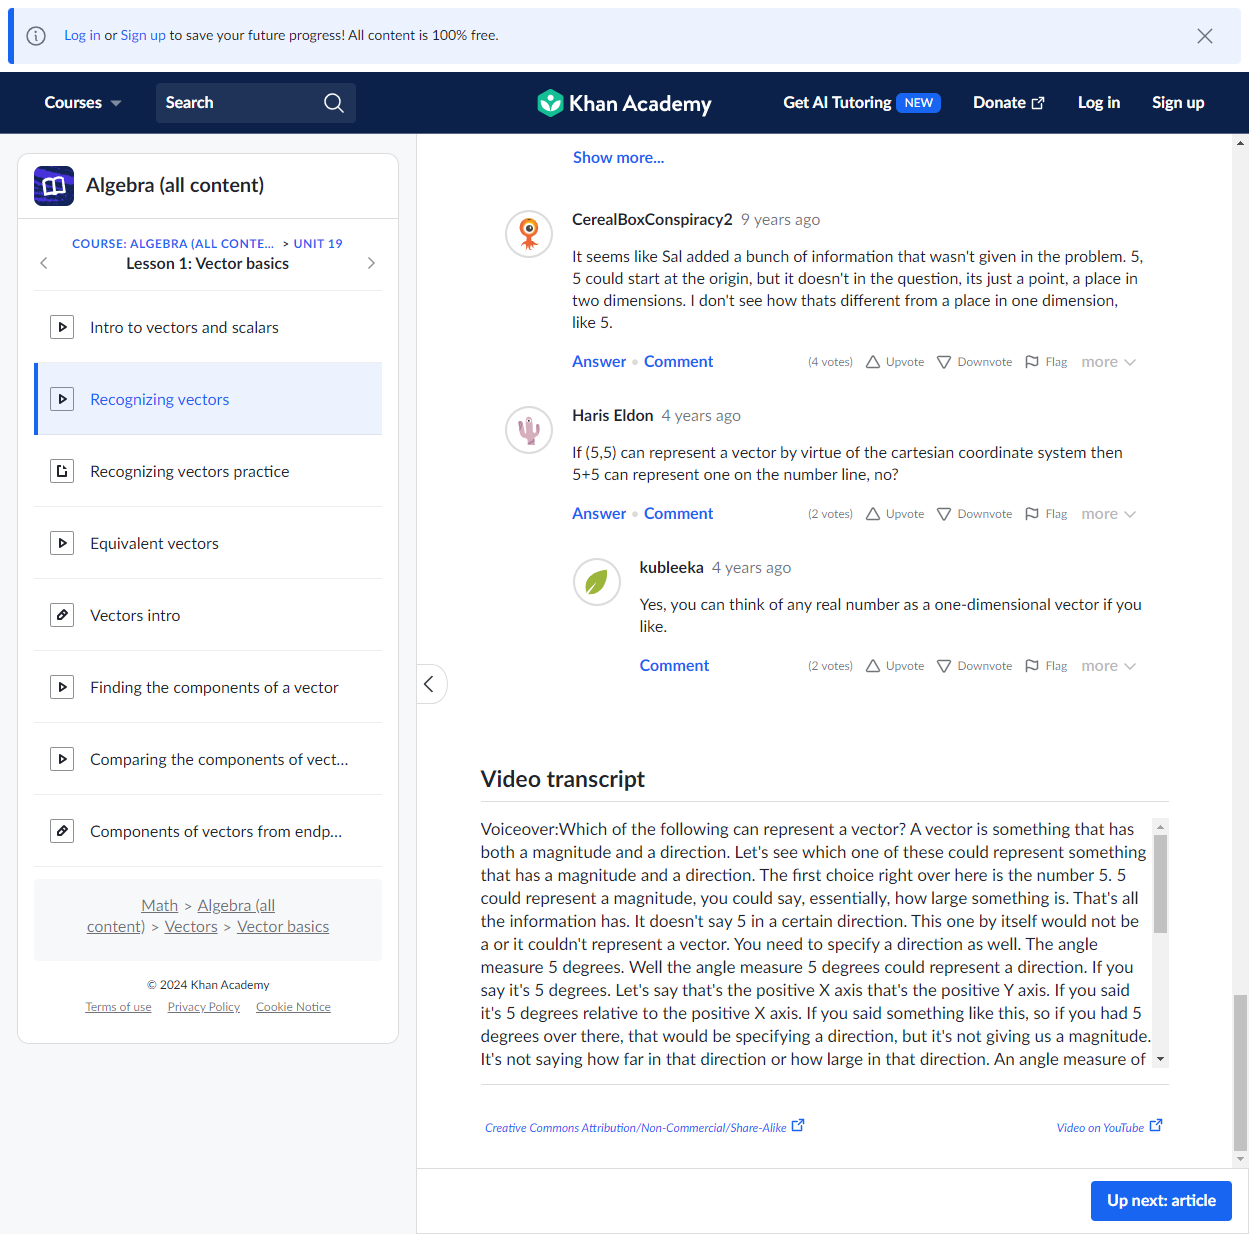 Log in or Sign up to save your future progress! All content is 100% free.
Courses
Search
Khan Academy
Get AI Tutoring NEW
Donate
Log in
Sign up
Algebra (all content)
COURSE: ALGEBRA (ALL CONTE... > UNIT 19
Lesson 1: Vector basics
Intro to vectors and scalars
Recognizing vectors
Recognizing vectors practice
Equivalent vectors
Vectors intro
Finding the components of a vector
Comparing the components of vect...
Components of vectors from endp...
Math > Algebra (all
content) > Vectors > Vector basics
© 2024 Khan Academy
Terms of use Privacy Policy Cookie Notice
Show more...
CerealBoxConspiracy2 9 years ago
It seems like Sal added a bunch of information that wasn't given in the problem. 5,
5 could start at the origin, but it doesn't in the question, its just a point, a place in
two dimensions. I don't see how thats different from a place in one dimension,
like 5.
Answer • Comment (4 votes) Upvote Downvote Flag more
Haris Eldon 4 years ago
If (5,5) can represent a vector by virtue of the cartesian coordinate system then
5+5 can represent one on the number line, no?
Answer • Comment (2 votes) Upvote Downvote Flag more
kubleeka 4 years ago
Yes, you can think of any real number as a one-dimensional vector if you
like.
Comment (2 votes) Upvote Downvote Flag more
Video transcript
Voiceover:Which of the following can represent a vector? A vector is something that has
both a magnitude and a direction. Let's see which one of these could represent something
that has a magnitude and a direction. The first choice right over here is the number 5. 5
could represent a magnitude, you could say, essentially, how large something is. That's all
the information has. It doesn't say 5 in a certain direction. This one by itself would not be
a or it couldn't represent a vector. You need to specify a direction as well. The angle
measure 5 degrees. Well the angle measure 5 degrees could represent a direction. If you
say it's 5 degrees. Let's say that's the positive X axis that's the positive Y axis. If you said
it's 5 degrees relative to the positive X axis. If you said something like this, so if you had 5
degrees over there, that would be specifying a direction, but it's not giving us a magnitude.
It's not saying how far in that direction or how large in that direction. An angle measure of
Creative Commons Attribution/Non-Commercial/Share-Alike
Video on YouTube
Up next: article